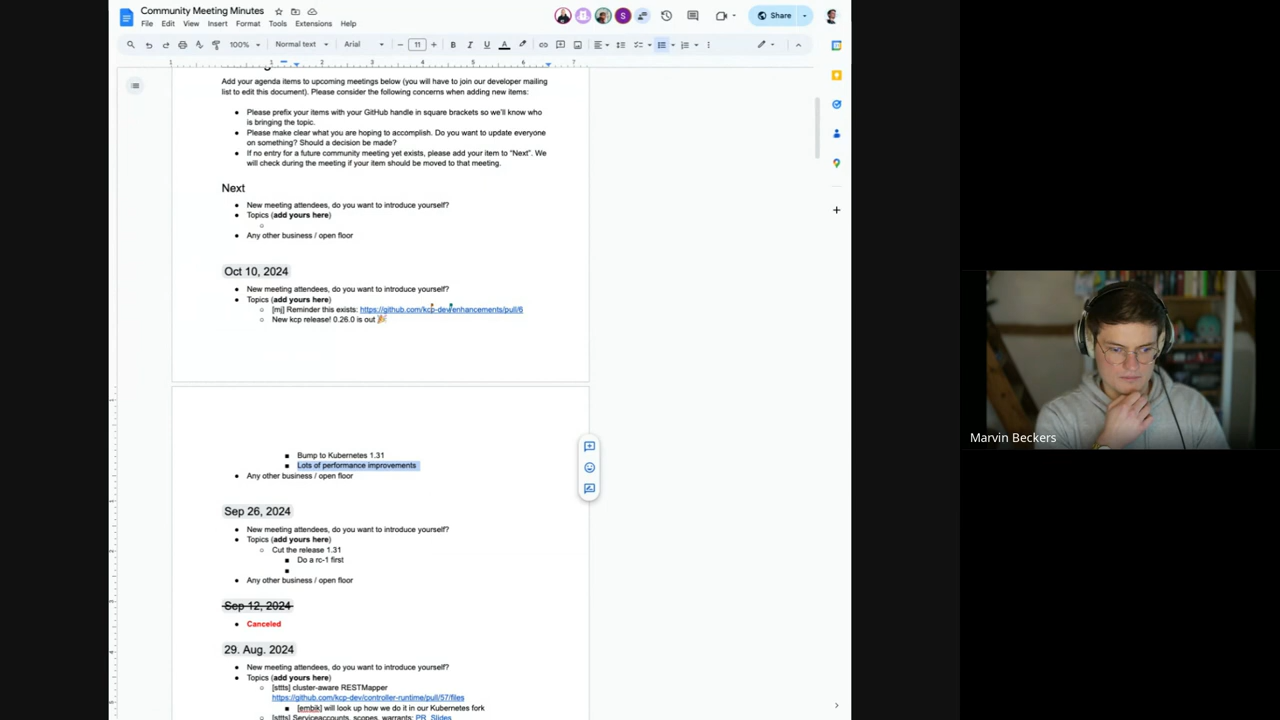 Community Meeting Minutes
File Edit View Insert Format Tools Extensions Help
Share
100% Normal text Arial 11
Add your agenda items to upcoming meetings below (you will have to join our developer mailing
list to edit this document). Please consider the following concerns when adding new items:
Please prefix your items with your GitHub handle in square brackets so we'll know who
is bringing the topic.
Please make clear what you are hoping to accomplish. Do you want to update everyone
on something? Should a decision be made?
If no entry for a future community meeting yet exists, please add your item to "Next". We
will check during the meeting if your item should be moved to that meeting.
Next
New meeting attendees, do you want to introduce yourself?
Topics (add yours here)
Any other business / open floor
Oct 10, 2024
New meeting attendees, do you want to introduce yourself?
Topics (add yours here)
[mj] Reminder this exists: https://github.com/kcp-dev/enhancements/pull/6
New kcp release! 0.26.0 is out 🎉
Bump to Kubernetes 1.31
Lots of performance improvements
Any other business / open floor
Sep 26, 2024
New meeting attendees, do you want to introduce yourself?
Topics (add yours here)
Cut the release 1.31
Do a rc-1 first
Any other business / open floor
Sep 12, 2024
Canceled
29. Aug. 2024
New meeting attendees, do you want to introduce yourself?
Topics (add yours here)
[sttts] cluster-aware RESTMapper
https://github.com/kcp-dev/controller-runtime/pull/57/files
[embik] will look up how we do it in our Kubernetes fork
[sttts] Serviceaccounts, scopes, warrants: PR, Slides
Marvin Beckers